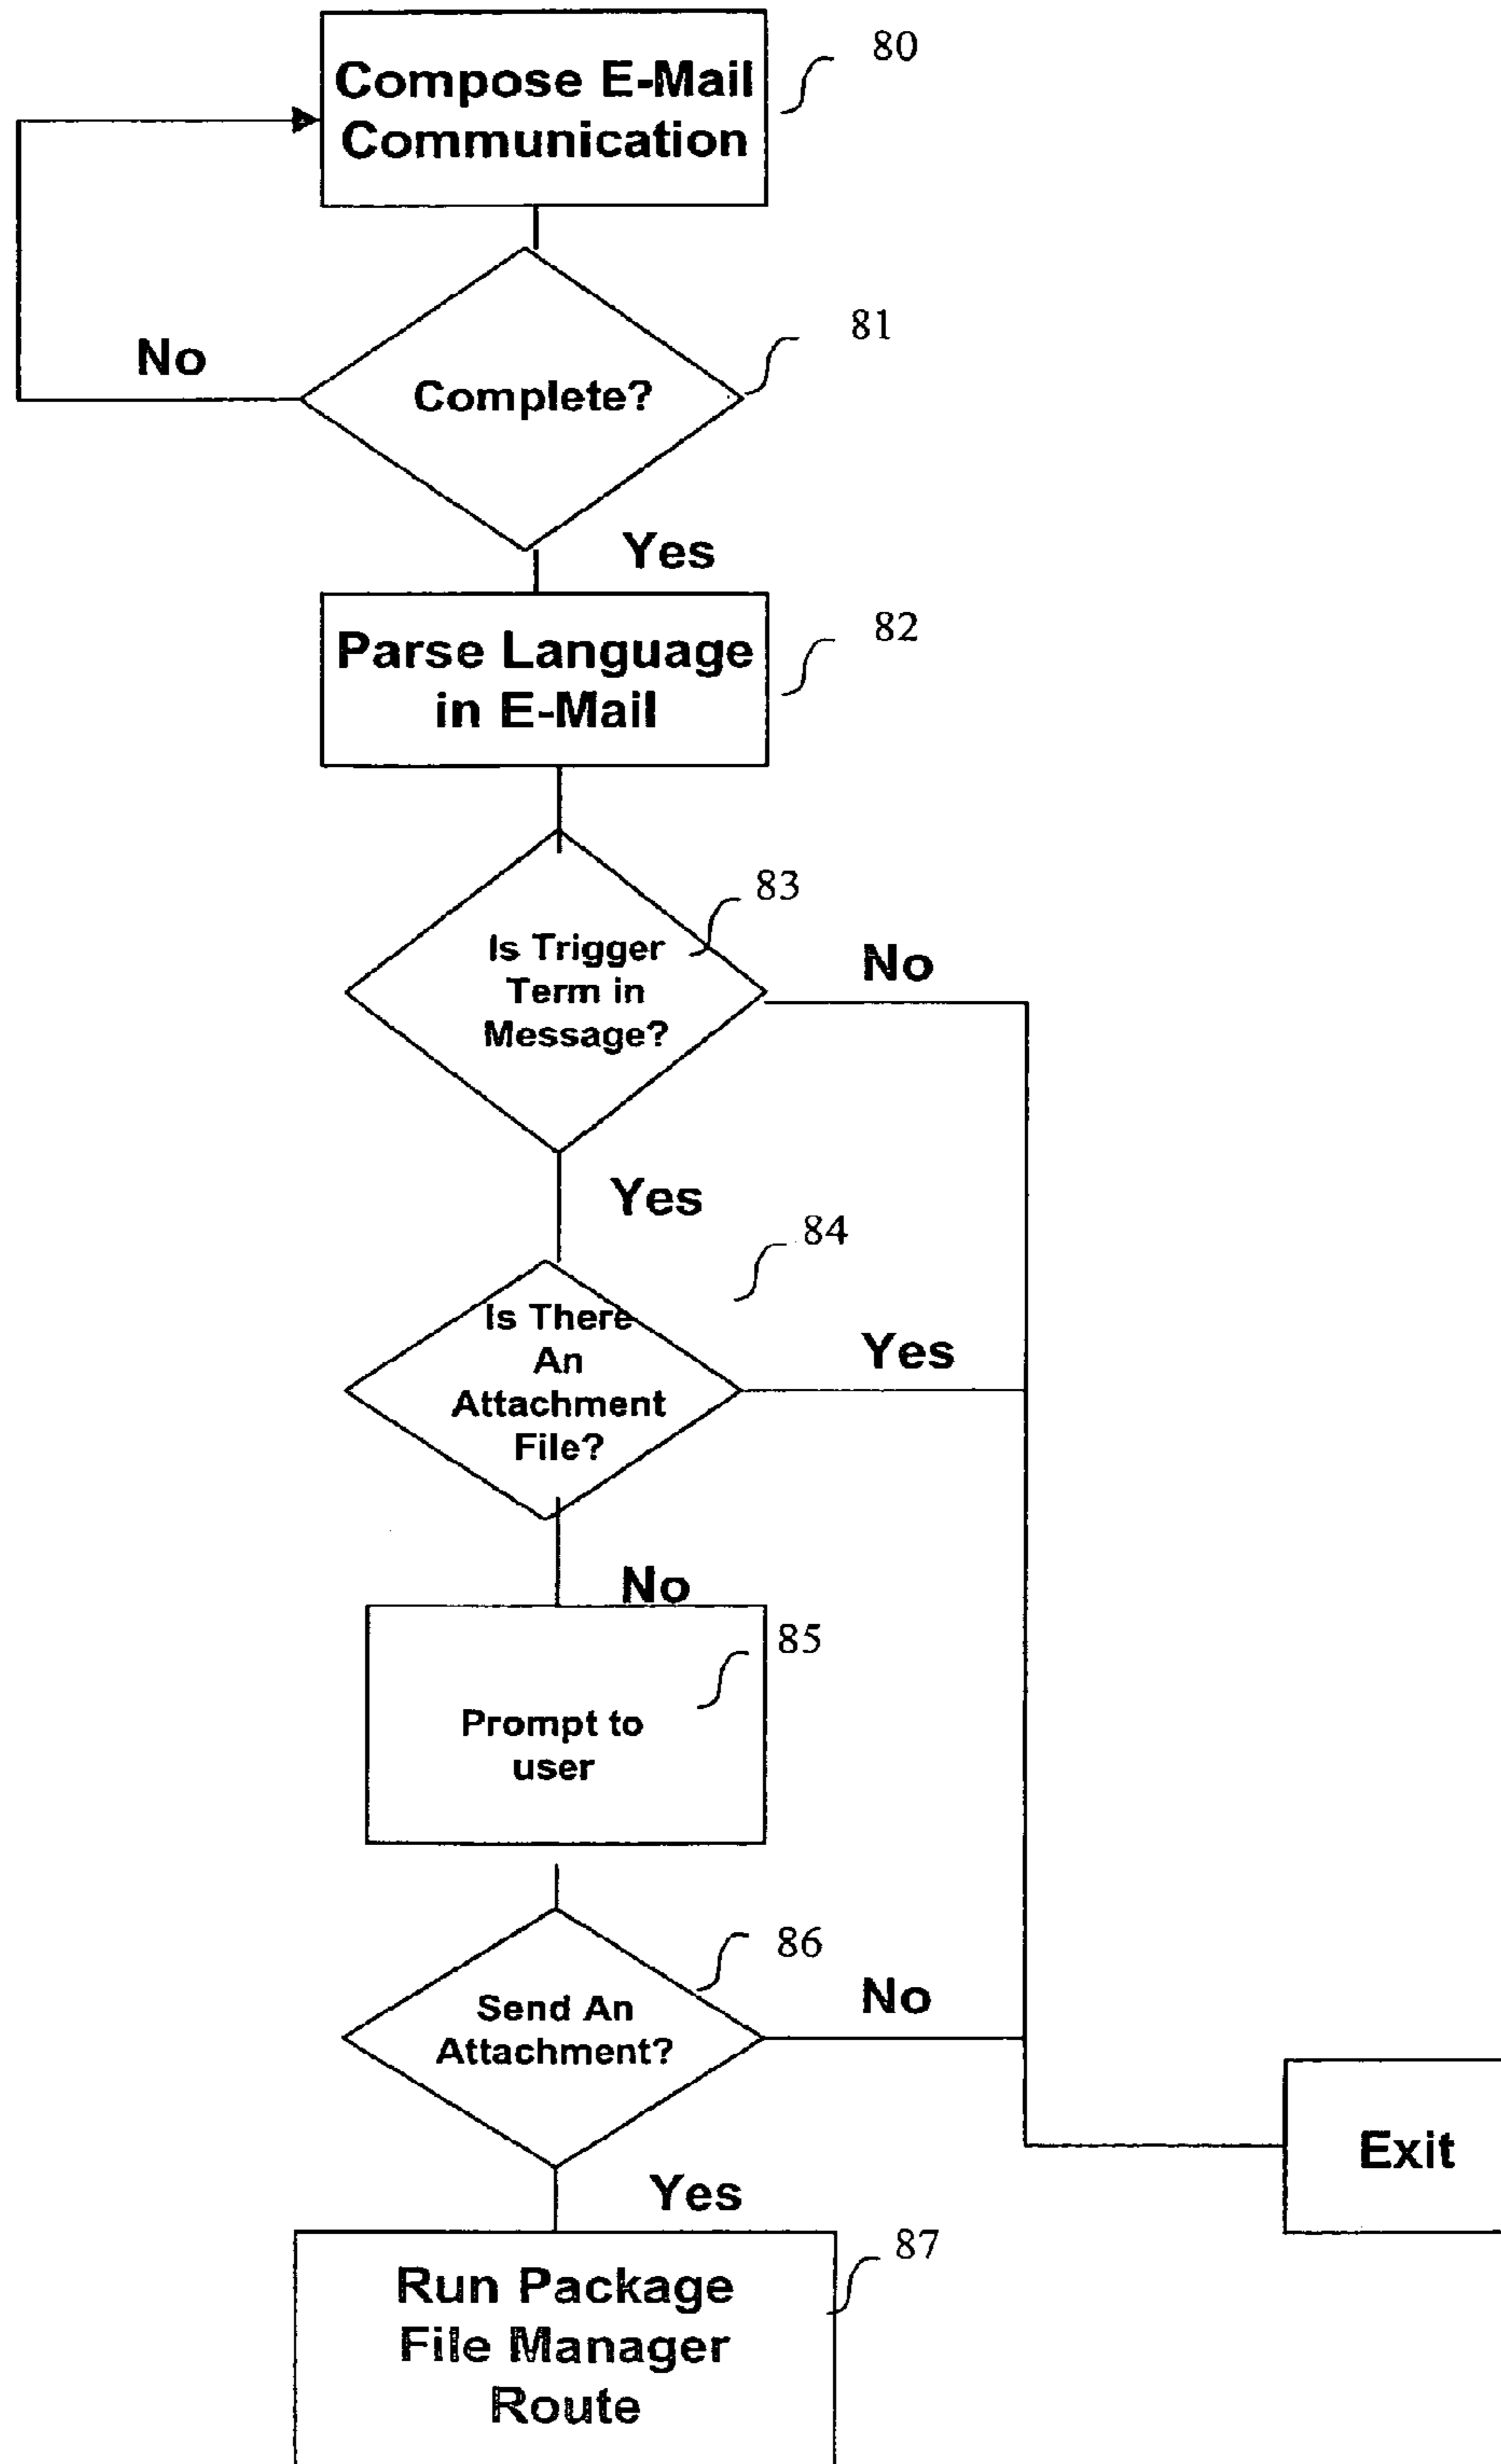 80
Compose E-Mail
Communication
81
No
Complete?
Yes
82
Parse Language
in E-Mail
83
Is Trigger
Term in
Message?
No
Yes
84
Is There
An
Attachment
File?
Yes
No
85
Prompt to
user
86
Send An
Attachment?
No
Exit
Yes
87
Run Package
File Manager
Route